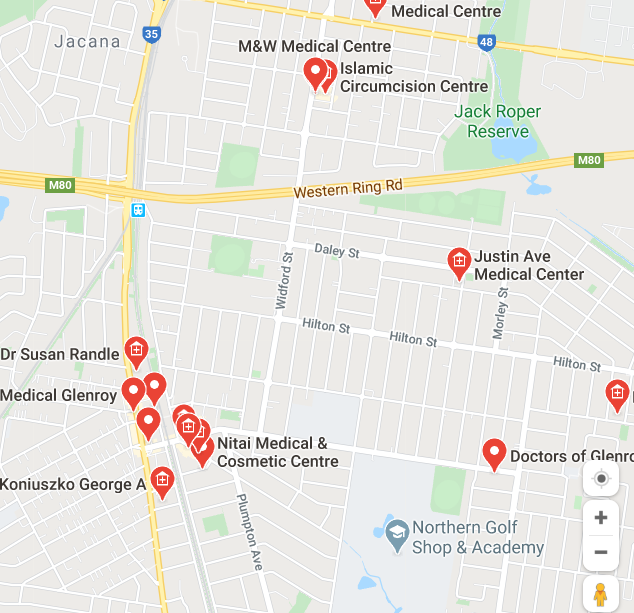 Medical Centre
35
Jacana
48
M&W Medical Centre
Islamic
Circumcision Centre
Jack Roper
Reserve
M80
M80
Western Ring Rd
Daley St
Justin Ave
Medical Center
Widford St
Morley St
Hilton St
Hilton St
Hilton St
Dr Susan Randle
Medical Glenroy
Nitai Medical &
Cosmetic Centre
Doctors of Glenro
Koniuszko George A
Plumpton Ave
Northern Golf
Shop & Academy